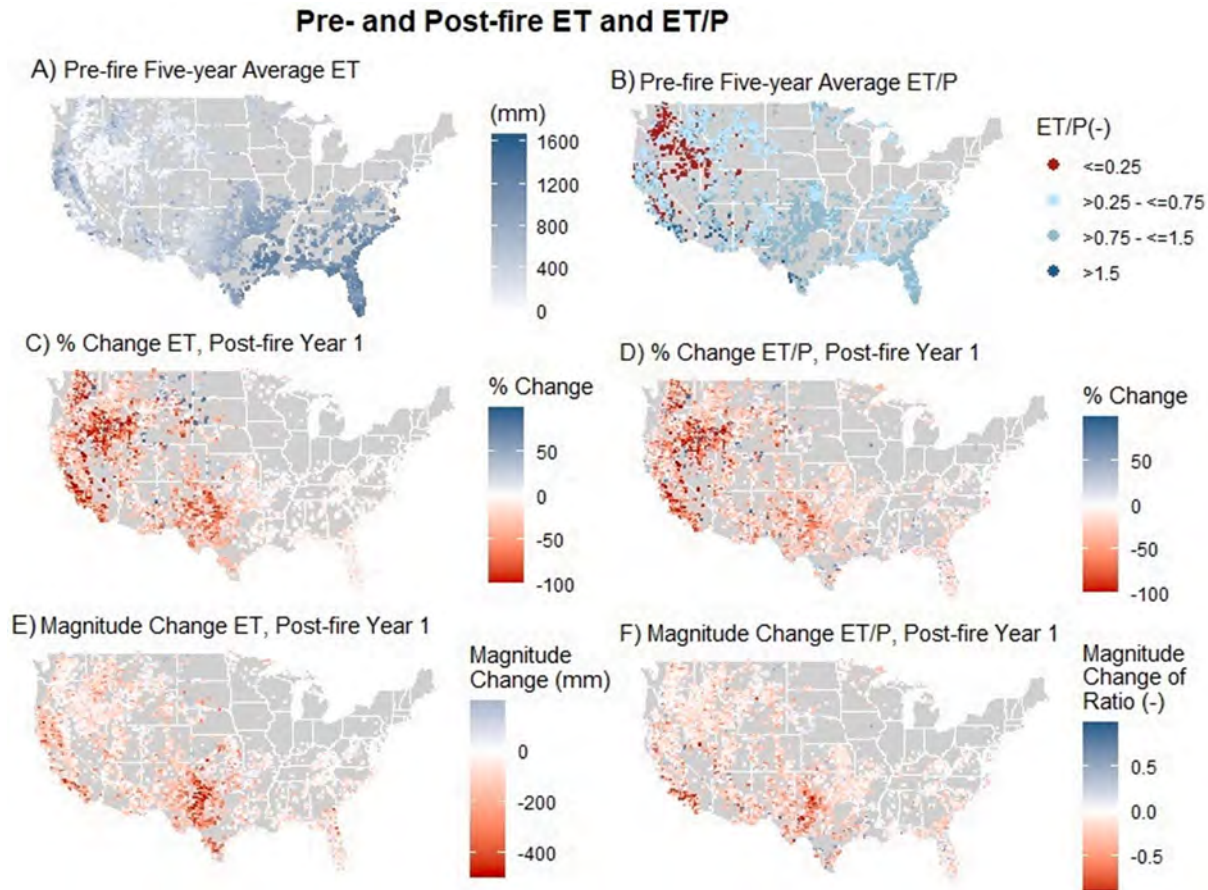 Pre- and Post-fire ET and ET/P
A) Pre-fire Five-year Average ET
(mm)
1600
1200
800
400
0
B) Pre-fire Five-year Average ET/P
ET/P(-)
<=0.25
>0.25 - <=0.75
>0.75 - <=1.5
>1.5
C) % Change ET, Post-fire Year 1
% Change
50
0
-50
-100
D) % Change ET/P, Post-fire Year 1
% Change
50
0
-50
-100
E) Magnitude Change ET, Post-fire Year 1
Magnitude
Change (mm)
0
-200
-400
F) Magnitude Change ET/P, Post-fire Year 1
Magnitude
Change of
Ratio (-)
0.5
0.0
-0.5